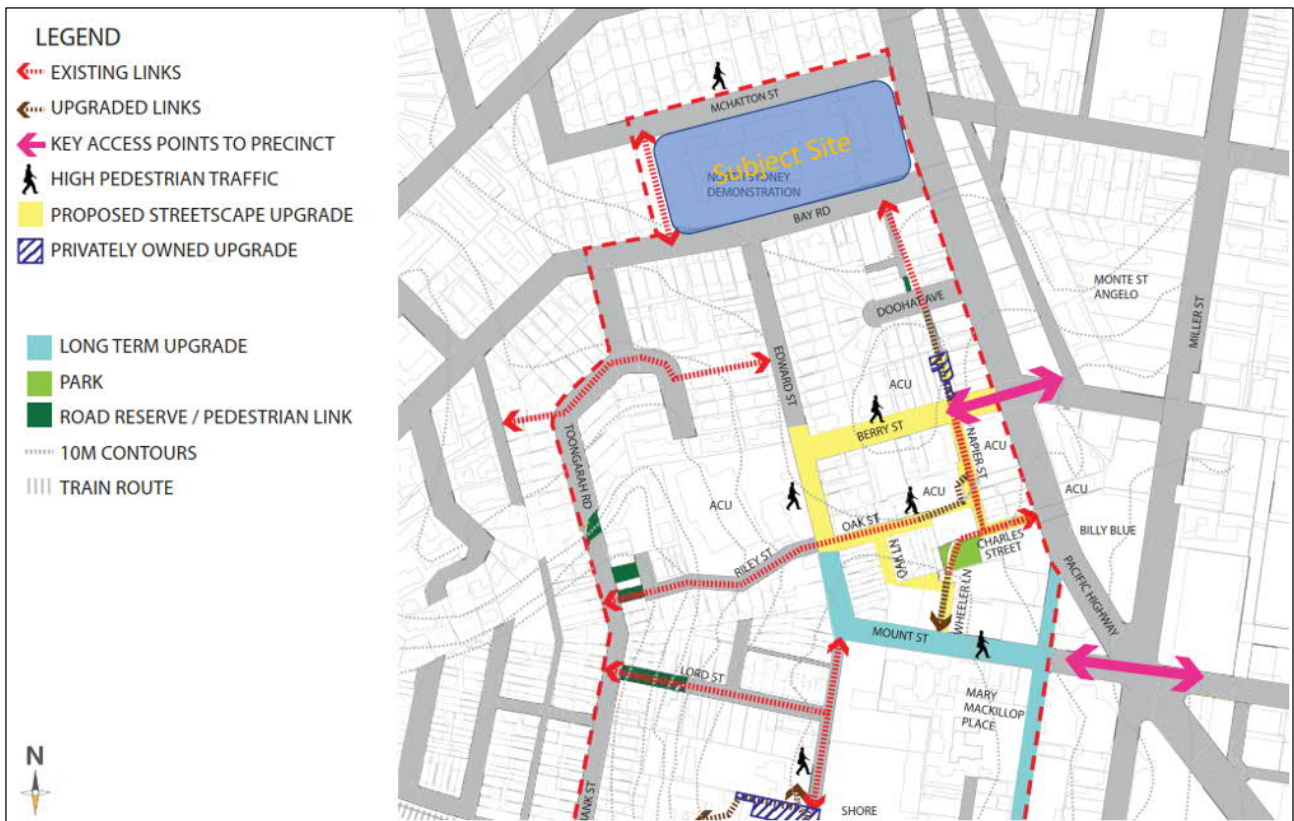 LEGEND
EXISTING LINKS
UPGRADED LINKS
KEY ACCESS POINTS TO PRECINCT
HIGH PEDESTRIAN TRAFFIC
PROPOSED STREETSCAPE UPGRADE
PRIVATELY OWNED UPGRADE
LONG TERM UPGRADE
PARK
ROAD RESERVE / PEDESTRIAN LINK
10M CONTOURS
TRAIN ROUTE
N
MCHATTON ST
Subject Site
DEMONSTRATION
BAY RD
MONTE ST
ANGELO
DOOHAT AVE
MILLER ST
EDWARD ST
ACU
BERRY ST
NAPIER ST
ACU
TOONGARAH RD
ACU
ACU
ACU
OAK ST
BILLY BLUE
CHARLES
STREET
OAK LN
RILEY ST
WHEELER LN
PACIFIC HIGHWAY
MOUNT ST
LORD ST
MARY
MACKILLOP
PLACE
SHORE